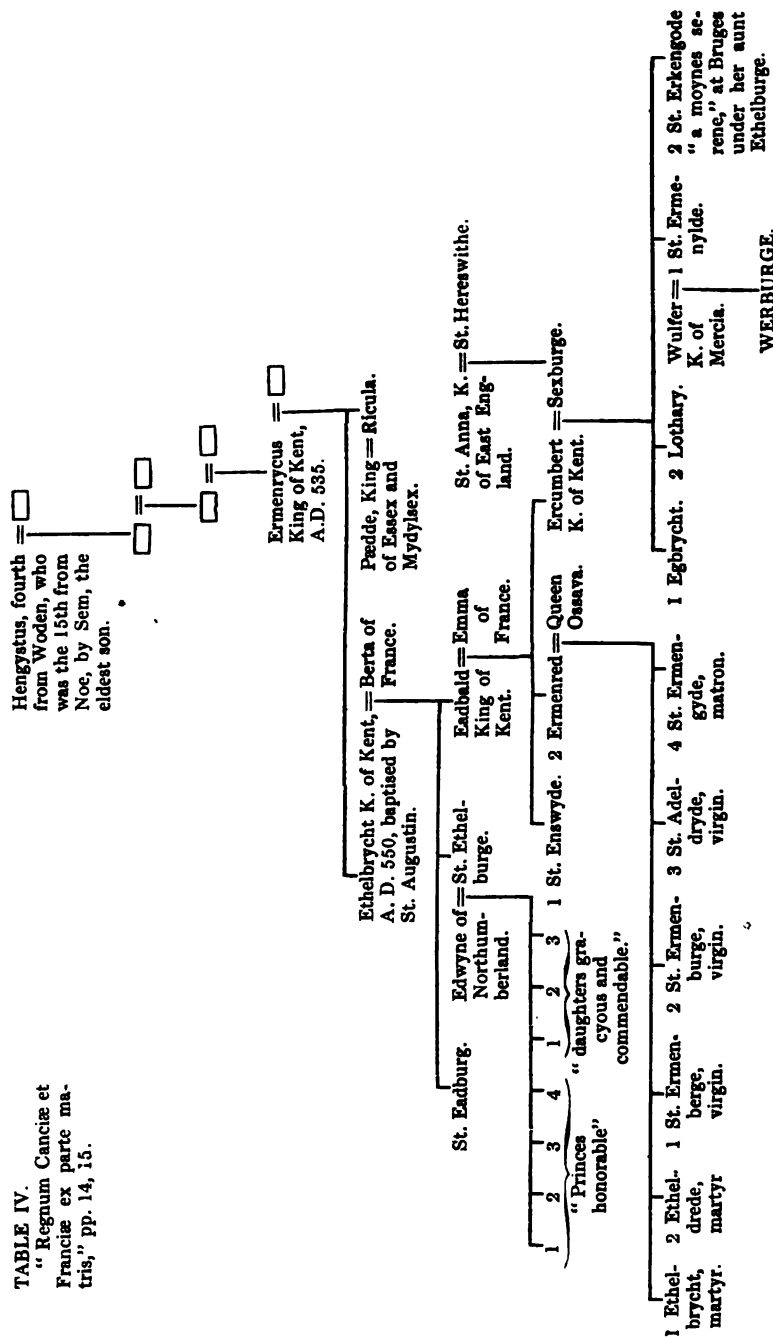 TABLE IV.
“ Regnum Canciæ et
Franciæ ex parte ma-
tris,” pp. 14, 15.
Hengystus, fourth =
from Woden, who
was the 15th from
Noe, by Sem, the
eldest son.
=
=
Ermenrycus =
King of Kent,
A.D. 535.
Ethelbrycht K. of Kent, = Berta of
A. D. 550, baptised by France.
St. Augustin.
Pædde, King = Ricula.
of Essex and
Mydylsex.
St. Eadburg.
Edwyne of = St. Ethel-
Northum- burge.
berland.
Eadbald = Emma
King of of
Kent. France.
St. Anna, K. = St. Hereswithe.
of East Eng-
land.
1 2 3 4
“ Princes
honorable”
1 2 3
“ daughters gra-
cyous and
commendable.”
1 St. Enswyde. 2 Ermenred = Queen
Ossava.
Ercumbert = Sexburge.
K. of Kent.
1 Ethel-
brycht,
martyr.
2 Ethel-
drede,
martyr
1 St. Ermen-
berge,
virgin.
2 St. Ermen-
burge,
virgin.
3 St. Adel-
dryde,
virgin.
4 St. Ermen-
gyde,
matron.
1 Egbrycht. 2 Lothary. Wulfer = 1 St. Erme-
K. of nylde.
Mercia.
2 St. Erkengode
“ a moynes se-
rene,” at Bruges
under her aunt
Ethelburge.
WERBURGE.